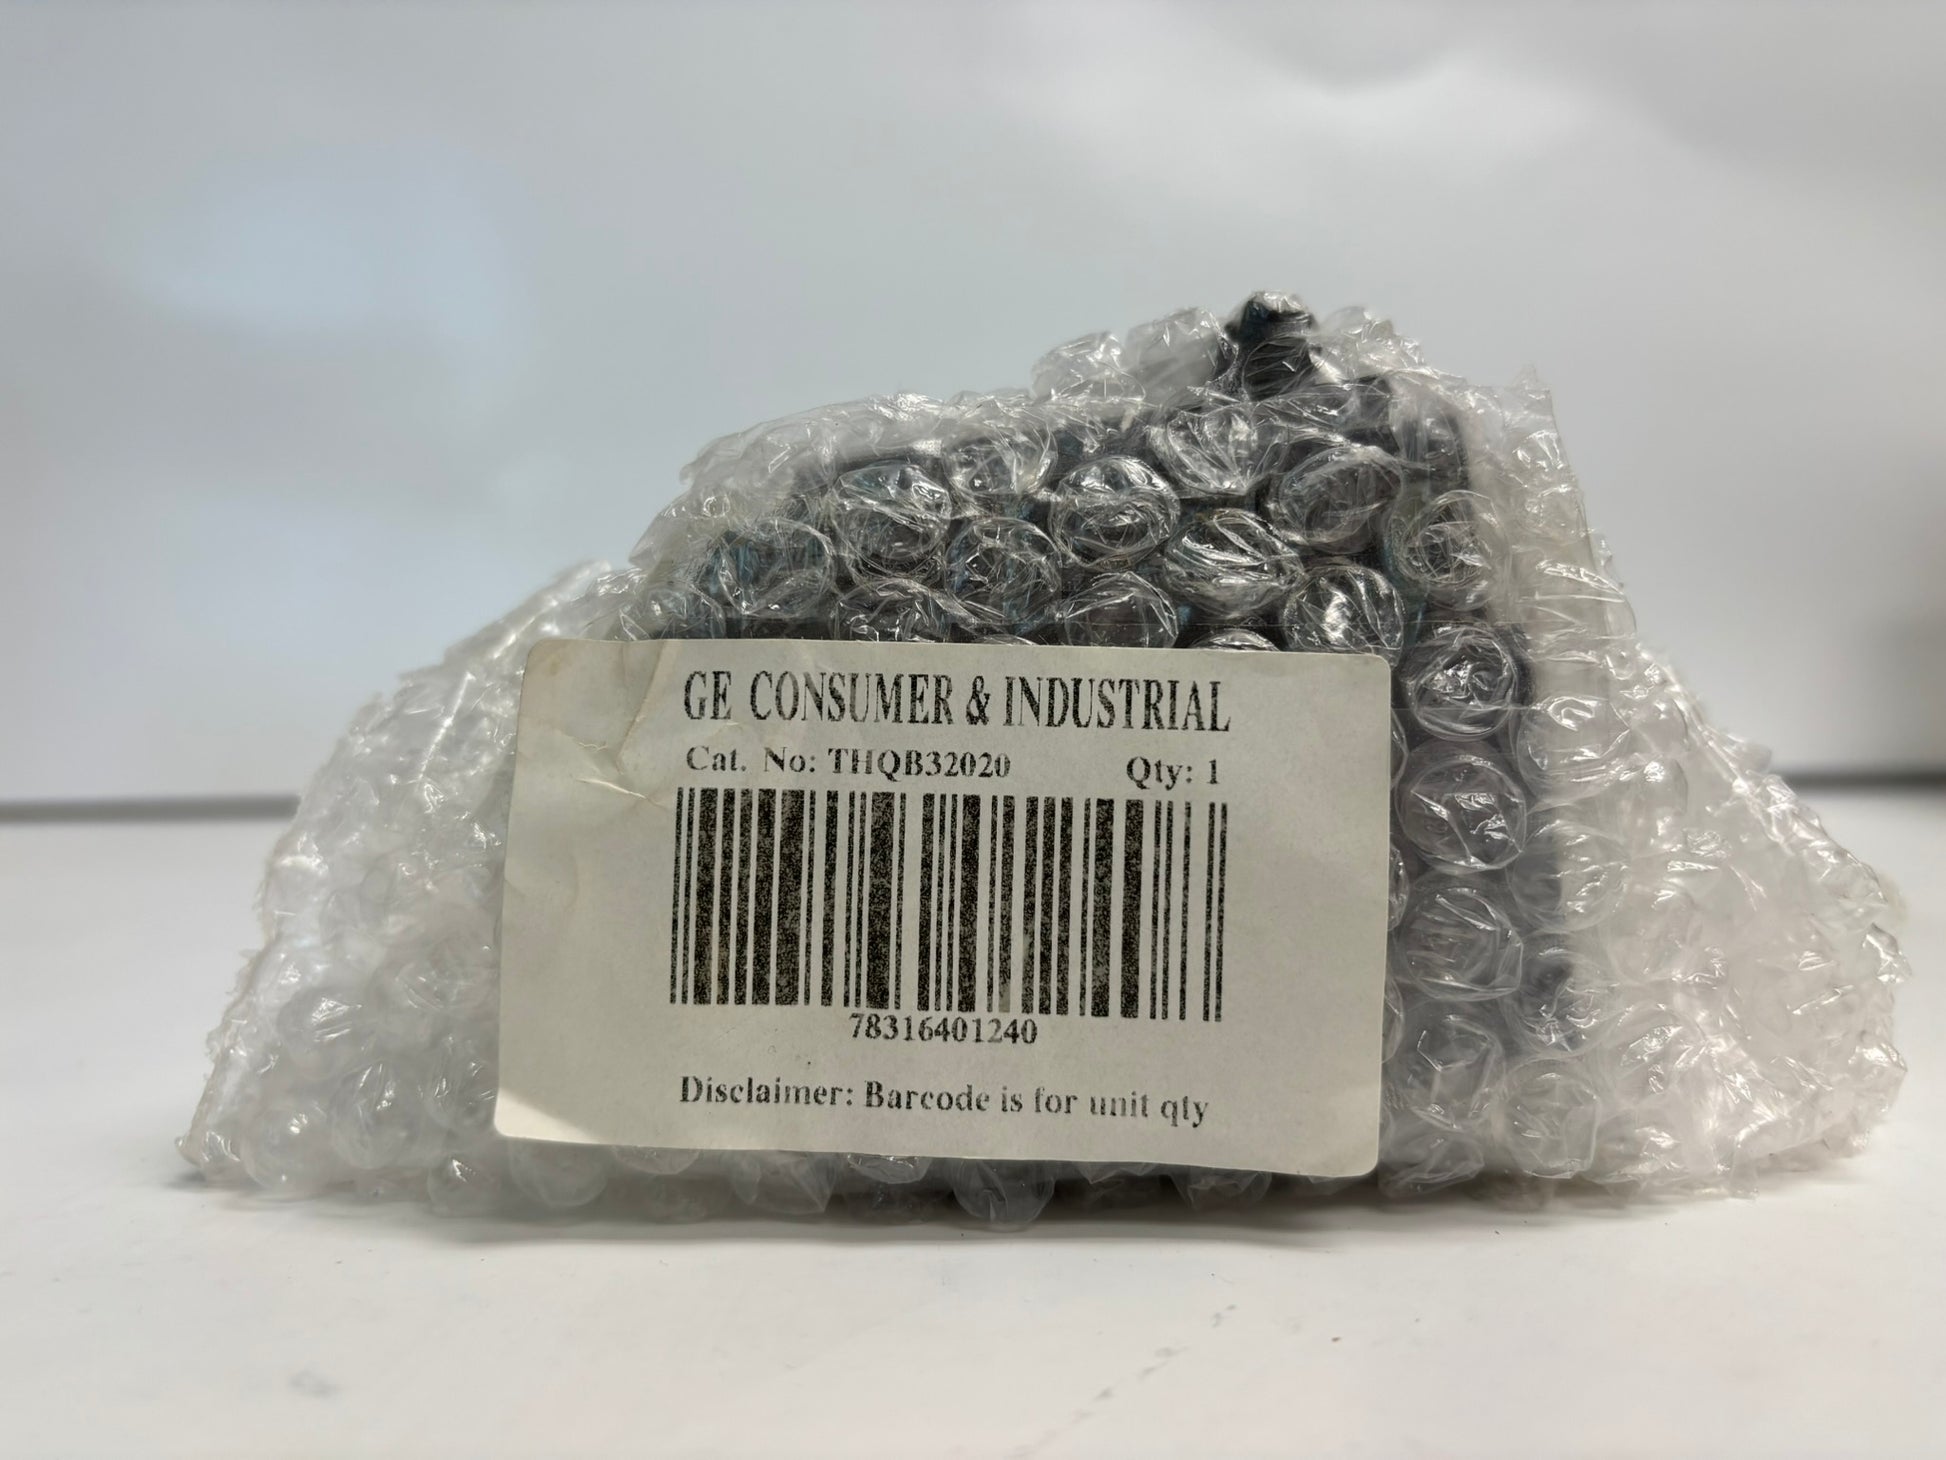 GE CONSUMER & INDUSTRIAL
Cat. No: THQB32020 Qty: 1
78316401240
Disclaimer: Barcode is for unit qty